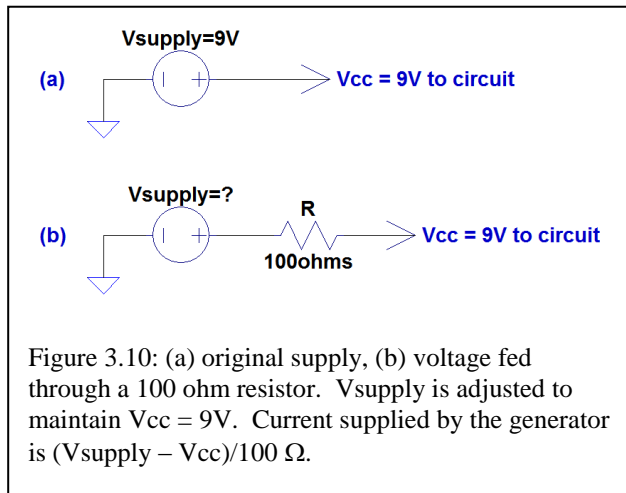 Vsupply=9V
(a)
Vcc = 9V to circuit
Vsupply=?
R
(b)
Vcc = 9V to circuit
100ohms
Figure 3.10: (a) original supply, (b) voltage fed
through a 100 ohm resistor.  Vsupply is adjusted to
maintain Vcc = 9V.  Current supplied by the generator
is (Vsupply – Vcc)/100 Ω.